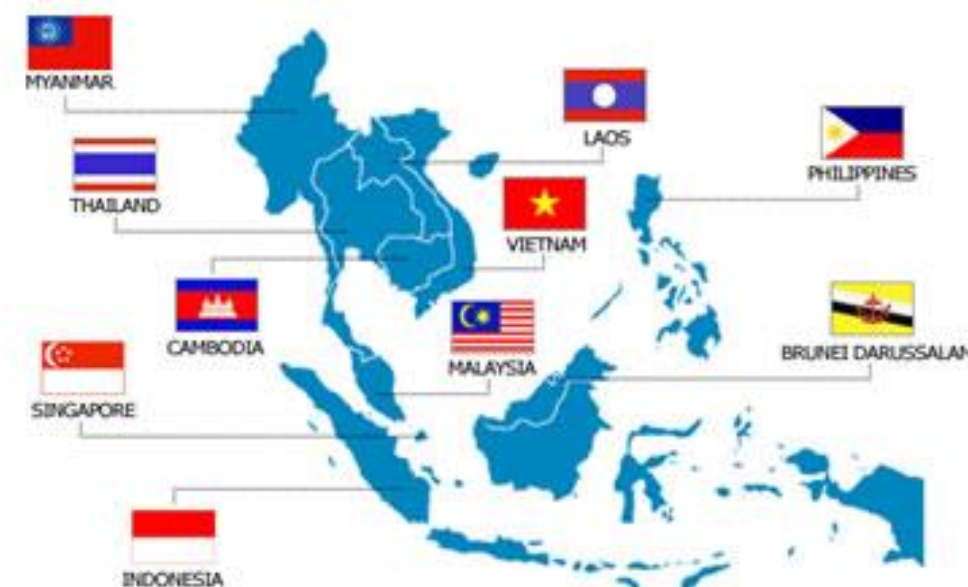 MYANMAR
LAOS
PHILIPPINES
THAILAND
VIETNAM
CAMBODIA
MALAYSIA
BRUNEI DARUSSALAM
SINGAPORE
INDONESIA